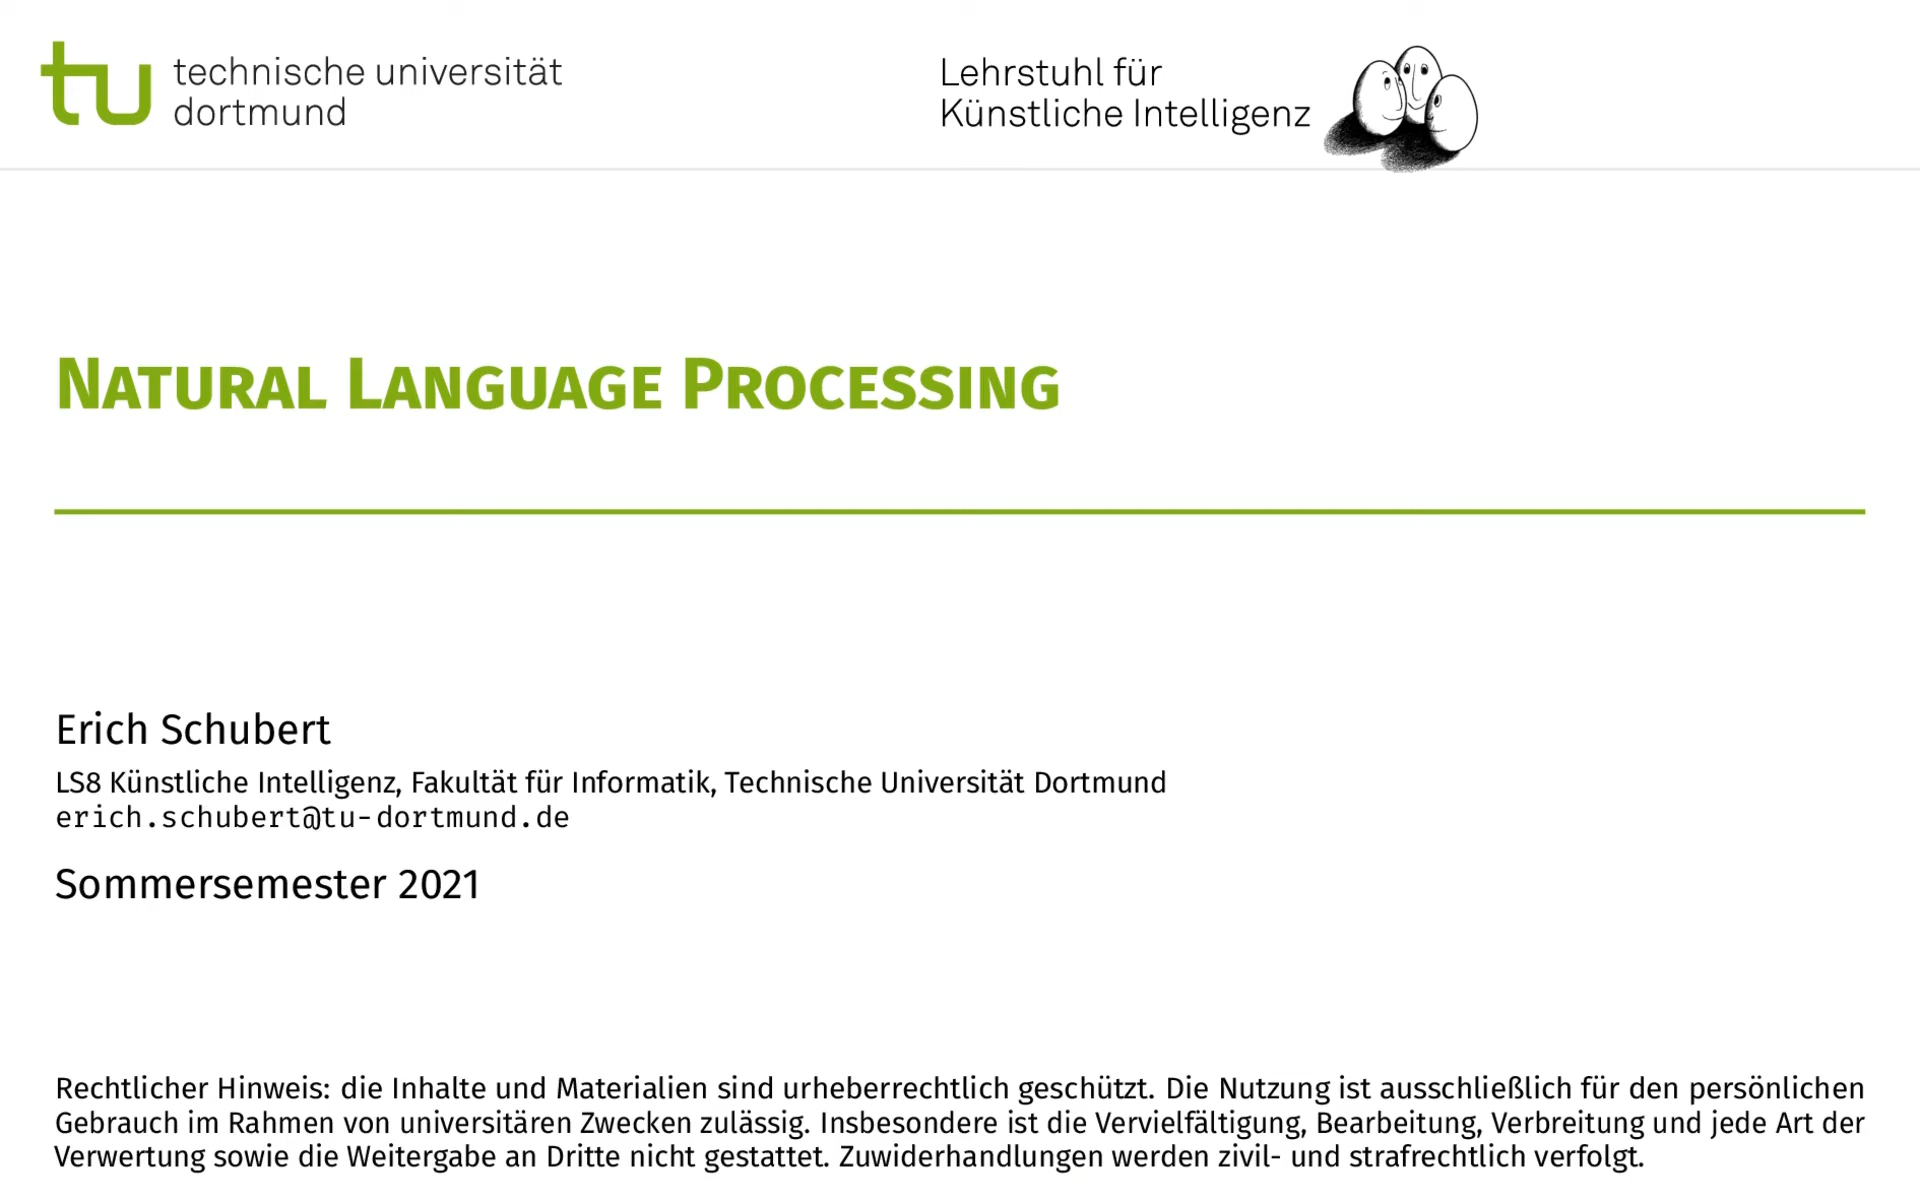 tu technische universität
dortmund
Lehrstuhl für
Künstliche Intelligenz
NATURAL LANGUAGE PROCESSING
Erich Schubert
LS8 Künstliche Intelligenz, Fakultät für Informatik, Technische Universität Dortmund
erich.schubert@tu-dortmund.de
Sommersemester 2021
Rechtlicher Hinweis: die Inhalte und Materialien sind urheberrechtlich geschützt. Die Nutzung ist ausschließlich für den persönlichen
Gebrauch im Rahmen von universitären Zwecken zulässig. Insbesondere ist die Vervielfältigung, Bearbeitung, Verbreitung und jede Art der
Verwertung sowie die Weitergabe an Dritte nicht gestattet. Zuwiderhandlungen werden zivil- und strafrechtlich verfolgt.